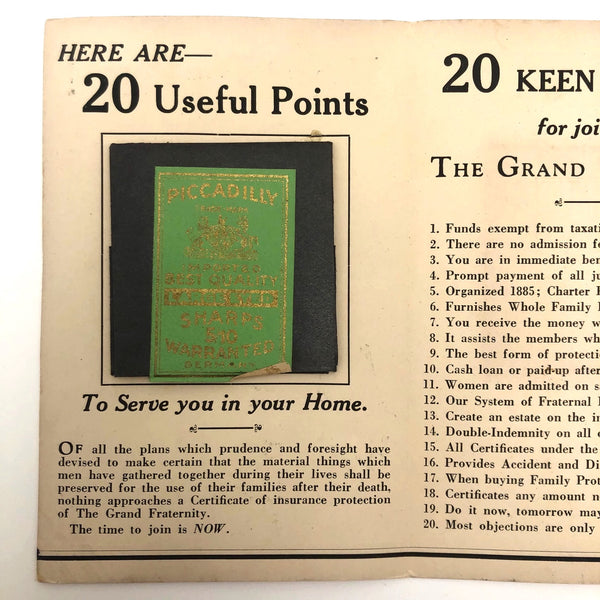 HERE ARE—
20 Useful Points
PICCADILLY
BEST QUALITY
SHARPS
5/10
WARRANTED
To Serve you in your Home.
OF all the plans which prudence and foresight have
devised to make certain that the material things which
men have gathered together during their lives shall be
preserved for the use of their families after their death,
nothing approaches a Certificate of insurance protection
of The Grand Fraternity.
The time to join is NOW.
20 KEEN
for joi
THE GRAND
1. Funds exempt from taxati
2. There are no admission fe
3. You are in immediate ben
4. Prompt payment of all ju
5. Organized 1885; Charter
6. Furnishes Whole Family
7. You receive the money w
8. It assists the members wh
9. The best form of protectio
10. Cash loan or paid-up after
11. Women are admitted on s
12. Our System of Fraternal
13. Create an estate on the in
14. Double-Indemnity on all
15. All Certificates under the
16. Provides Accident and Di
17. When buying Family Prot
18. Certificates any amount n
19. Do it now, tomorrow may
20. Most objections are only